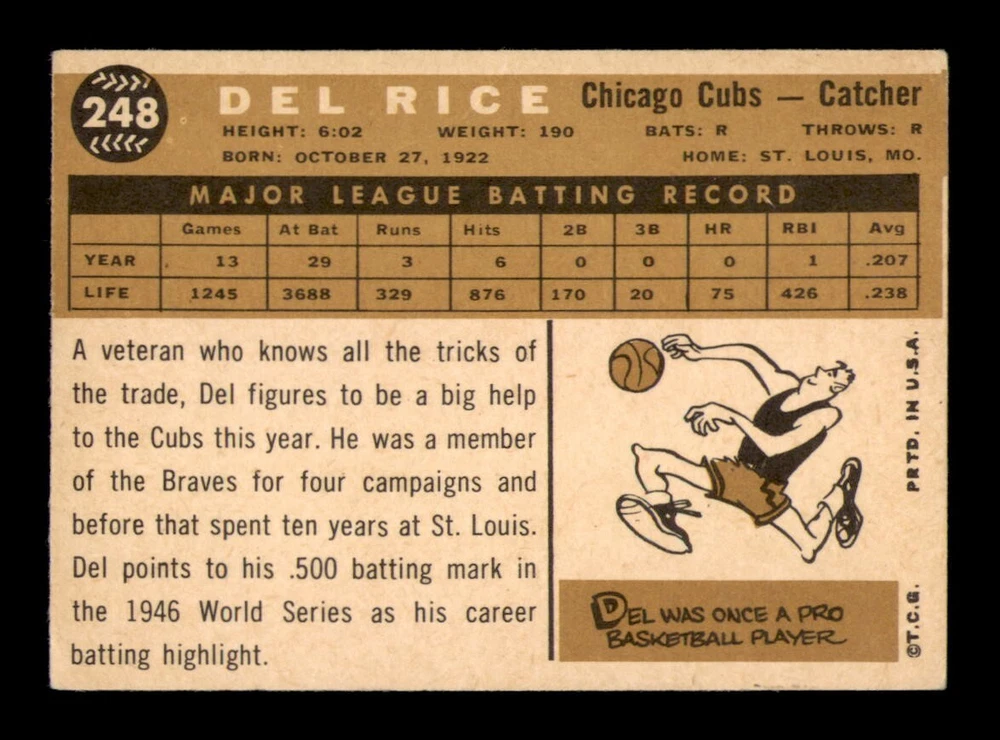 248
DEL RICE Chicago Cubs — Catcher
HEIGHT: 6:02 WEIGHT: 190 BATS: R THROWS: R
BORN: OCTOBER 27, 1922 HOME: ST. LOUIS, MO.
MAJOR LEAGUE BATTING RECORD
Games At Bat Runs Hits 2B 3B HR RBI Avg
YEAR 13 29 3 6 0 0 0 1 .207
LIFE 1245 3688 329 876 170 20 75 426 .238
A veteran who knows all the tricks of
the trade, Del figures to be a big help
to the Cubs this year. He was a member
of the Braves for four campaigns and
before that spent ten years at St. Louis.
Del points to his .500 batting mark in
the 1946 World Series as his career
batting highlight.
DEL WAS ONCE A PRO
BASKETBALL PLAYER
©T.C.G. PRTD. IN U.S.A.